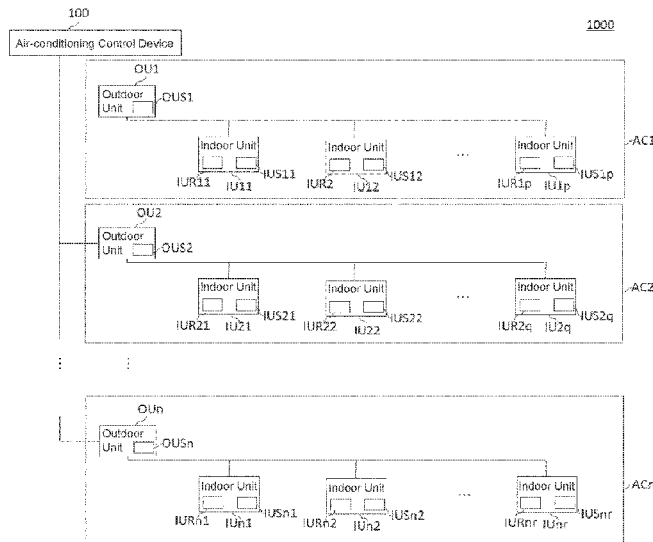 100
1000
Air-conditioning Control Device
OU1
Outdoor
Unit
OUS1
Indoor Unit
Indoor Unit
...
Indoor Unit
AC1
IUR11
IUS11
IUR2
IUS12
IUR1p
IUS1p
IU11
IU12
IU1p
OU2
Outdoor
Unit
OUS2
Indoor Unit
Indoor Unit
...
Indoor Unit
AC2
IUR21
IUS21
IUR22
IUS22
IUR2q
IUS2q
IU21
IU22
IU2q
OUn
Outdoor
Unit
OUSn
Indoor Unit
Indoor Unit
...
Indoor Unit
ACn
IURn1
IUn1
IUSn1
IURn2
IUn2
IUSn2
IURnr
IUnr
IUSnr